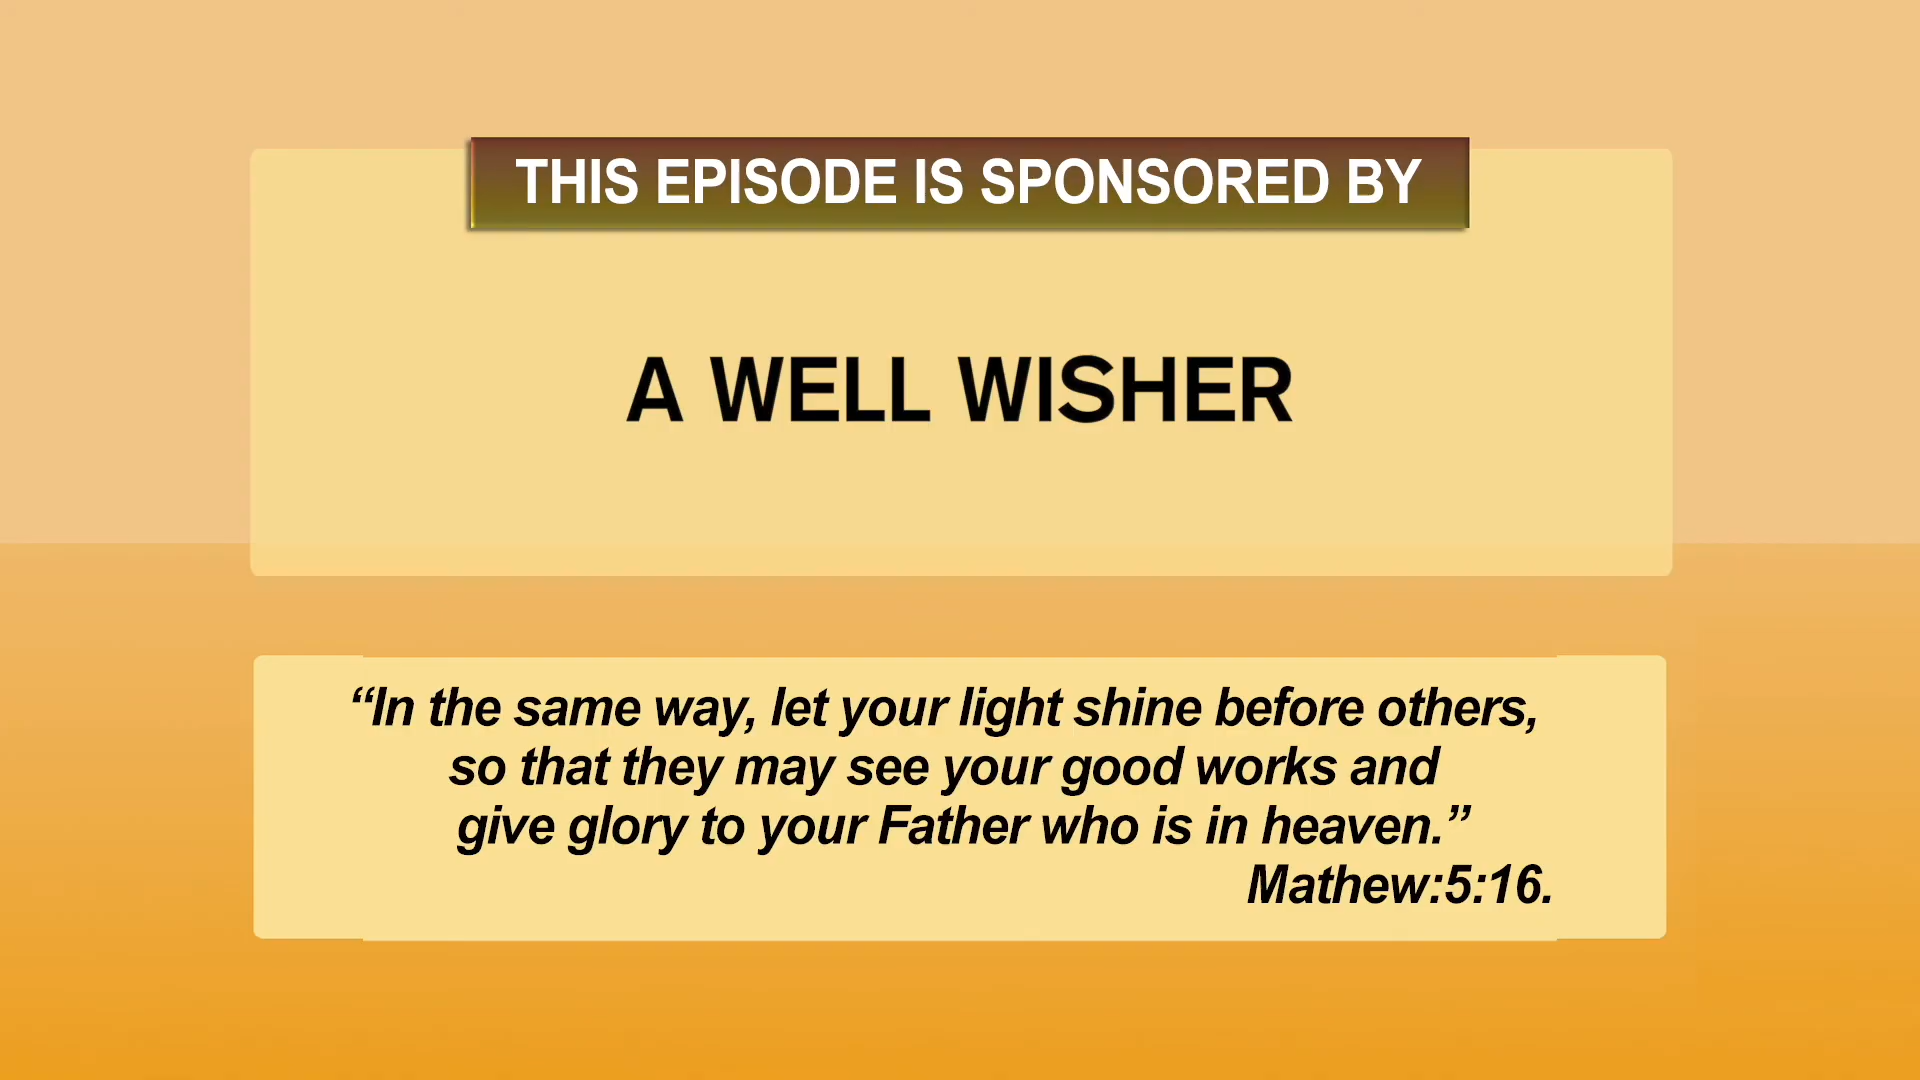 THIS EPISODE IS SPONSORED BY
A WELL WISHER
“In the same way, let your light shine before others,
so that they may see your good works and
give glory to your Father who is in heaven.”
Mathew:5:16.